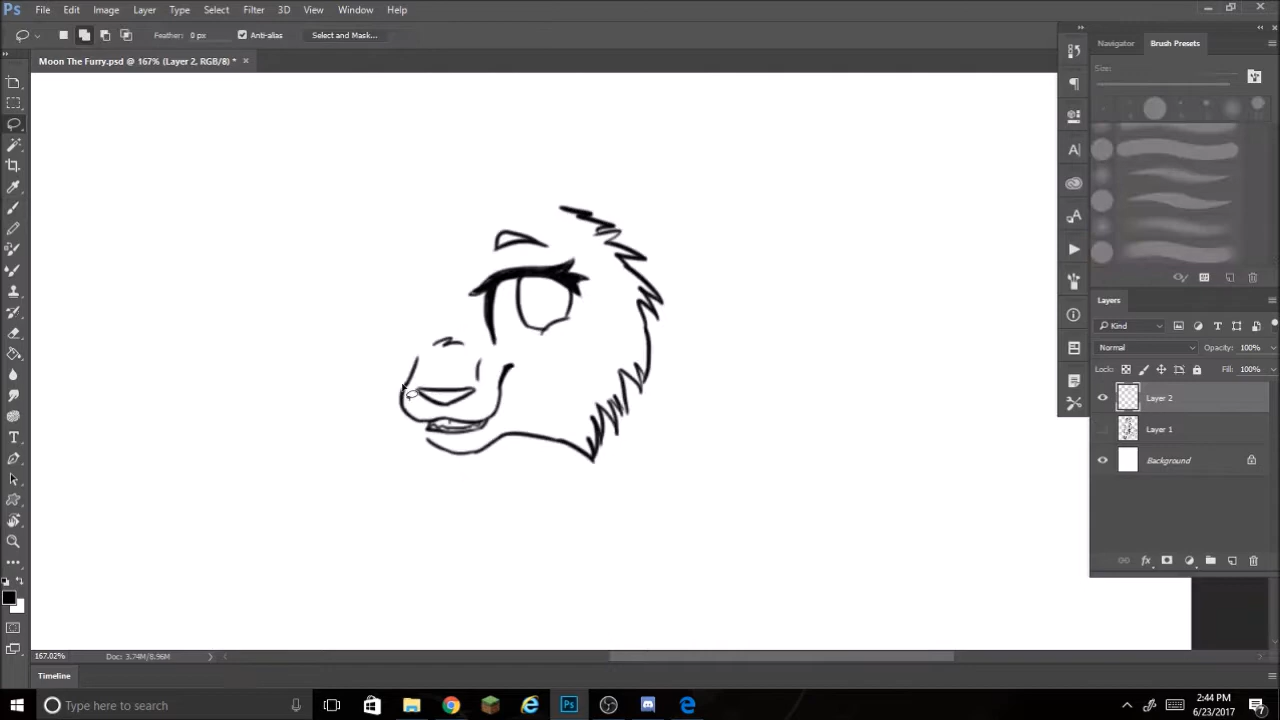 Ps File Edit Image Layer Type Select Filter 3D View Window Help
Feather: 0 px Anti-alias Select and Mask...
Moon The Furry.psd @ 167% (Layer 2, RGB/8) *
Navigator Brush Presets
Size:
Layers
Kind
Normal Opacity: 100%
Lock: Fill: 100%
Layer 2
Layer 1
Background
167.02% Doc: 3.74M/8.96M
Timeline
Type here to search
2:44 PM
6/23/2017
7